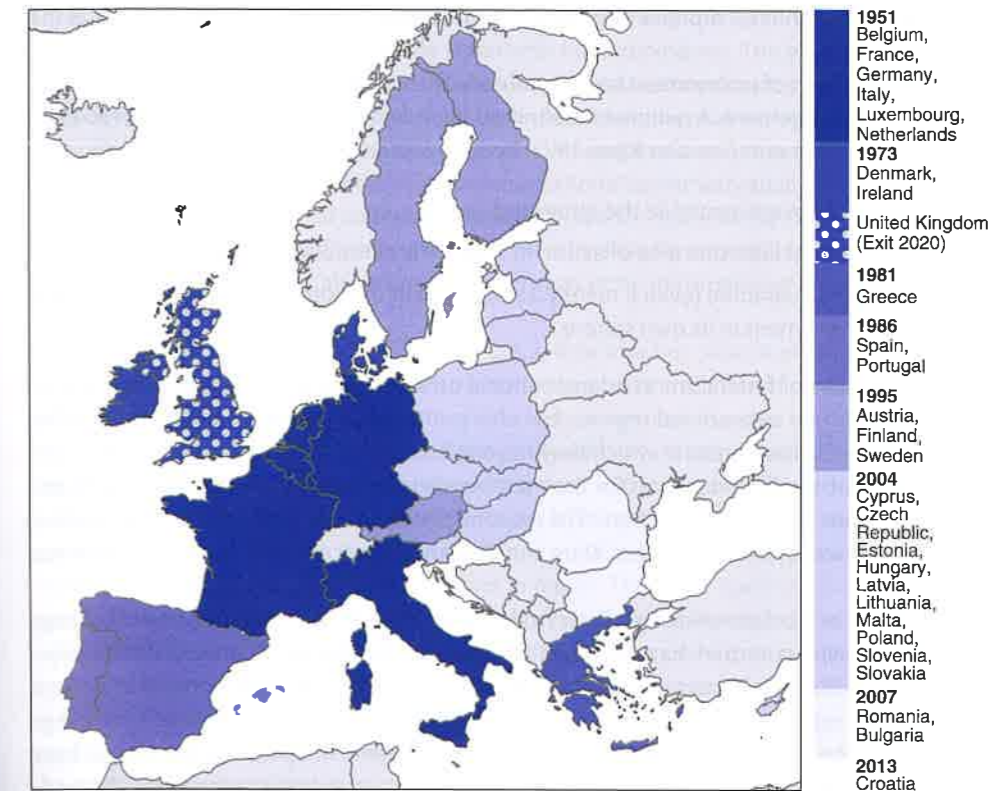 1951
Belgium,
France,
Germany,
Italy,
Luxembourg,
Netherlands
1973
Denmark,
Ireland
United Kingdom
(Exit 2020)
1981
Greece
1986
Spain,
Portugal
1995
Austria,
Finland,
Sweden
2004
Cyprus,
Czech
Republic,
Estonia,
Hungary,
Latvia,
Lithuania,
Malta,
Poland,
Slovenia,
Slovakia
2007
Romania,
Bulgaria
2013
Croatia